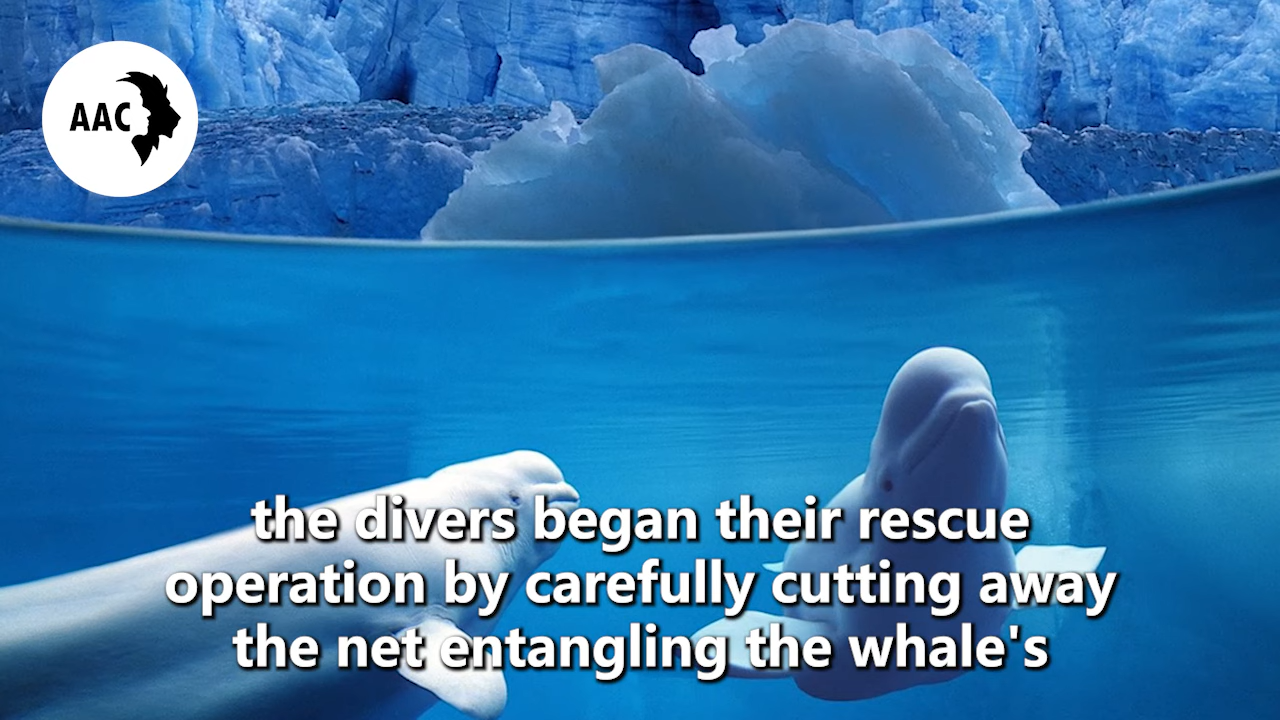 AAC
the divers began their rescue
operation by carefully cutting away
the net entangling the whale's